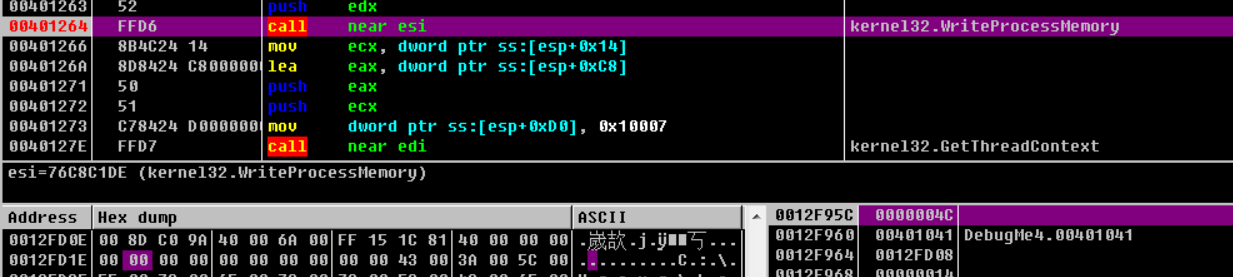 00401263 52 push edx
00401264 FFD6 call near esi kernel32.WriteProcessMemory
00401266 8B4C24 14 mov ecx, dword ptr ss:[esp+0x14]
0040126A 8D8424 C8000000 lea eax, dword ptr ss:[esp+0xC8]
00401271 50 push eax
00401272 51 push ecx
00401273 C78424 D0000000 mov dword ptr ss:[esp+0xD0], 0x10007
0040127E FFD7 call near edi kernel32.GetThreadContext
esi=76C8C1DE (kernel32.WriteProcessMemory)
Address Hex dump ASCII
0012FD0E 00 8D C0 9A 40 00 6A 00 FF 15 1C 81 40 00 00 00
0012FD1E 00 00 00 00 00 00 00 00 00 00 43 00 3A 00 5C 00 ..........C.:.\.
0012F95C 0000004C
0012F960 00401041 DebugMe4.00401041
0012F964 0012FD08
0012F968 00000014